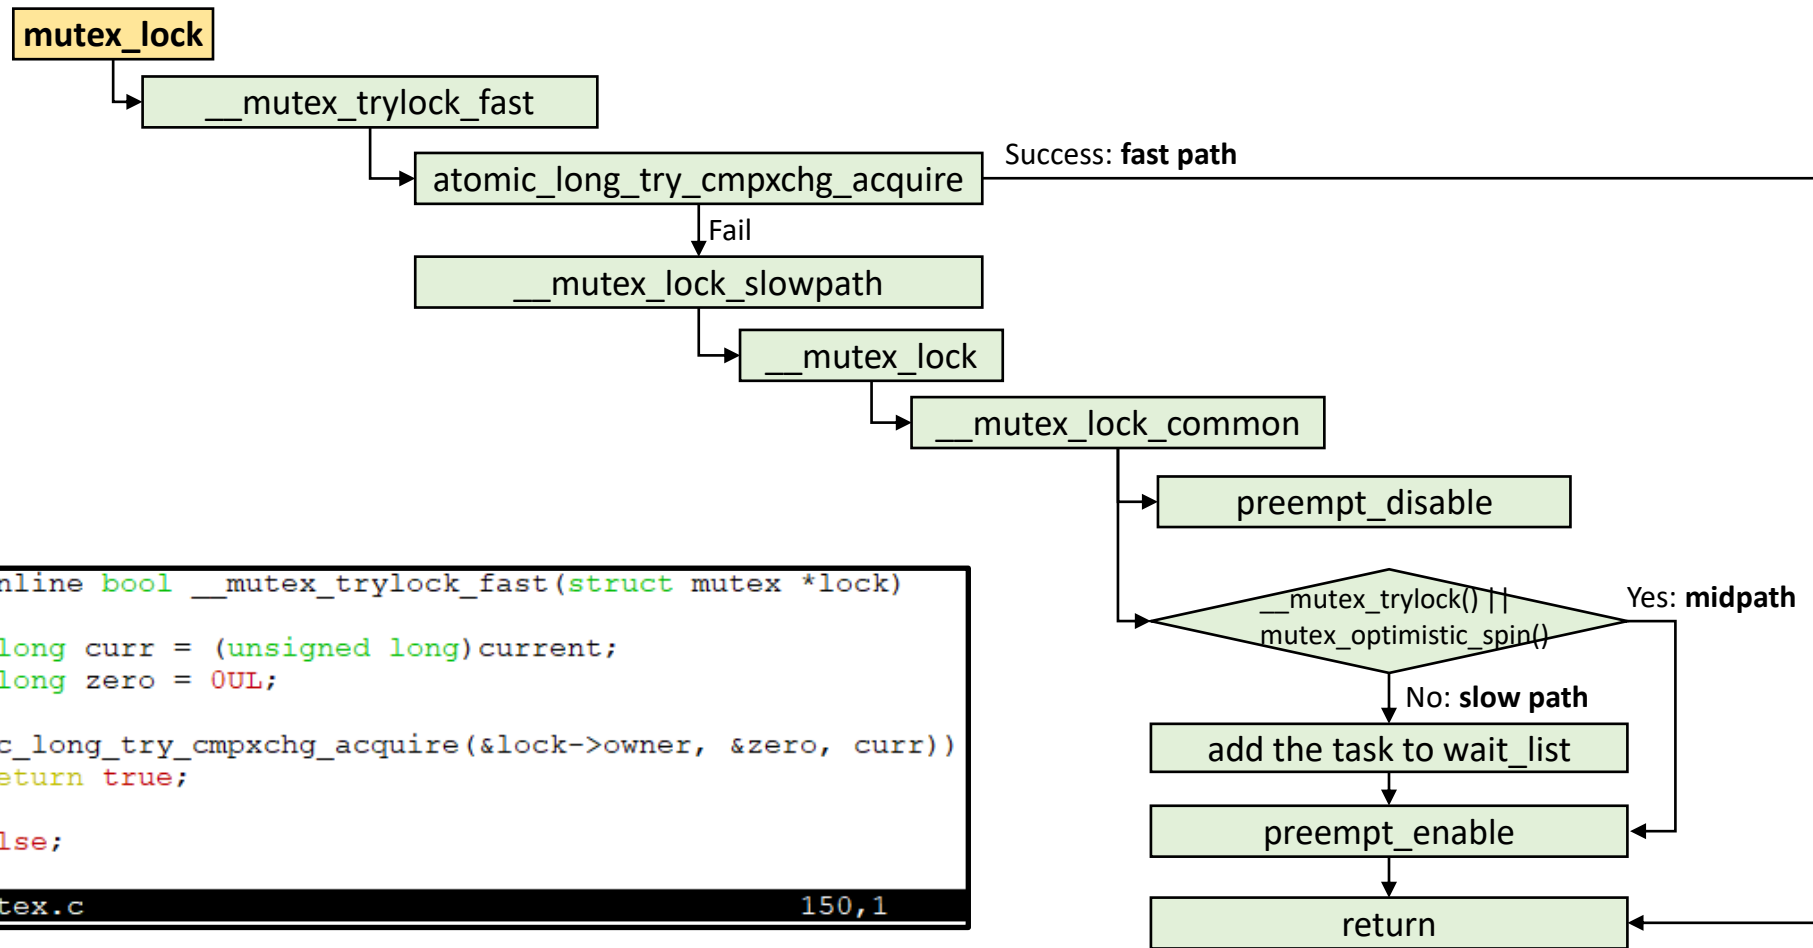 mutex_lock
__mutex_trylock_fast
Success: fast path
atomic_long_try_cmpxchg_acquire
Fail
__mutex_lock_slowpath
__mutex_lock
__mutex_lock_common
preempt_disable
__mutex_trylock() ||
mutex_optimistic_spin()
Yes: midpath
No: slow path
add the task to wait_list
preempt_enable
return
nline bool __mutex_trylock_fast(struct mutex *lock)
long curr = (unsigned long)current;
long zero = 0UL;
c_long_try_cmpxchg_acquire(&lock->owner, &zero, curr))
eturn true;
lse;
tex.c 150,1